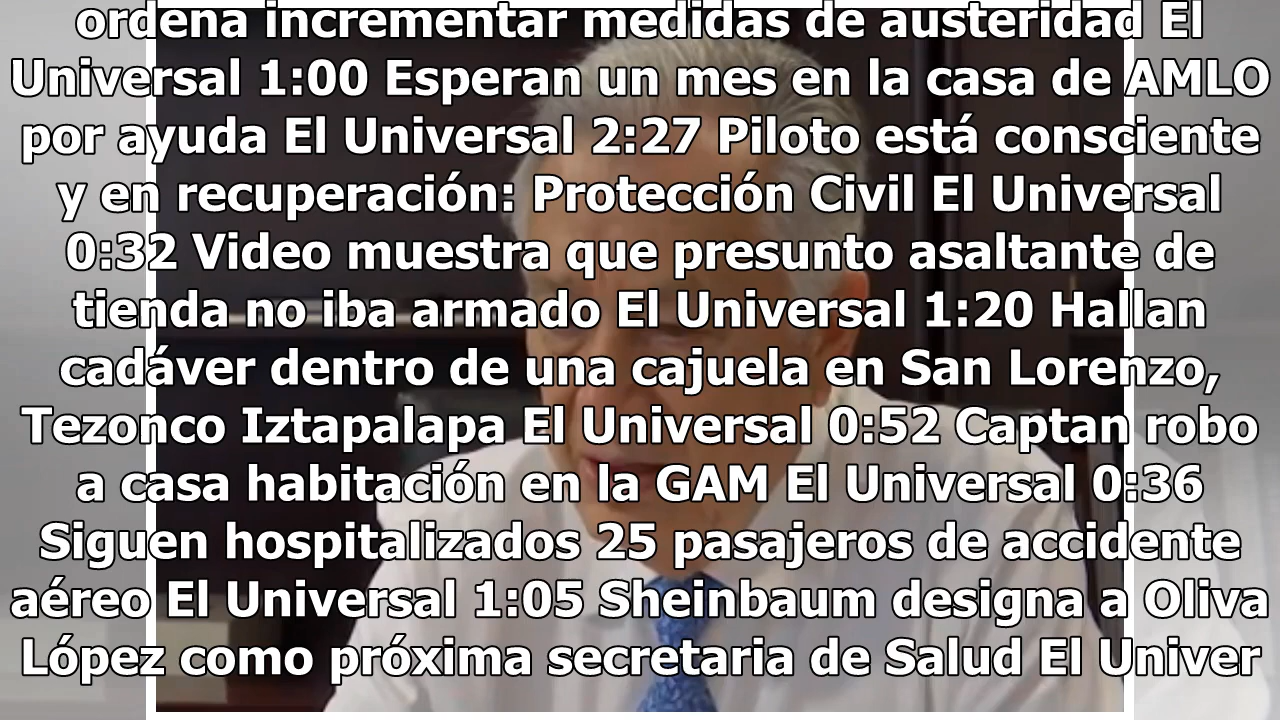 ordena incrementar medidas de austeridad El
Universal 1:00 Esperan un mes en la casa de AMLO
por ayuda El Universal 2:27 Piloto está consciente
y en recuperación: Protección Civil El Universal
0:32 Video muestra que presunto asaltante de
tienda no iba armado El Universal 1:20 Hallan
cadáver dentro de una cajuela en San Lorenzo,
Tezonco Iztapalapa El Universal 0:52 Captan robo
a casa habitación en la GAM El Universal 0:36
Siguen hospitalizados 25 pasajeros de accidente
aéreo El Universal 1:05 Sheinbaum designa a Oliva
López como próxima secretaria de Salud El Univer